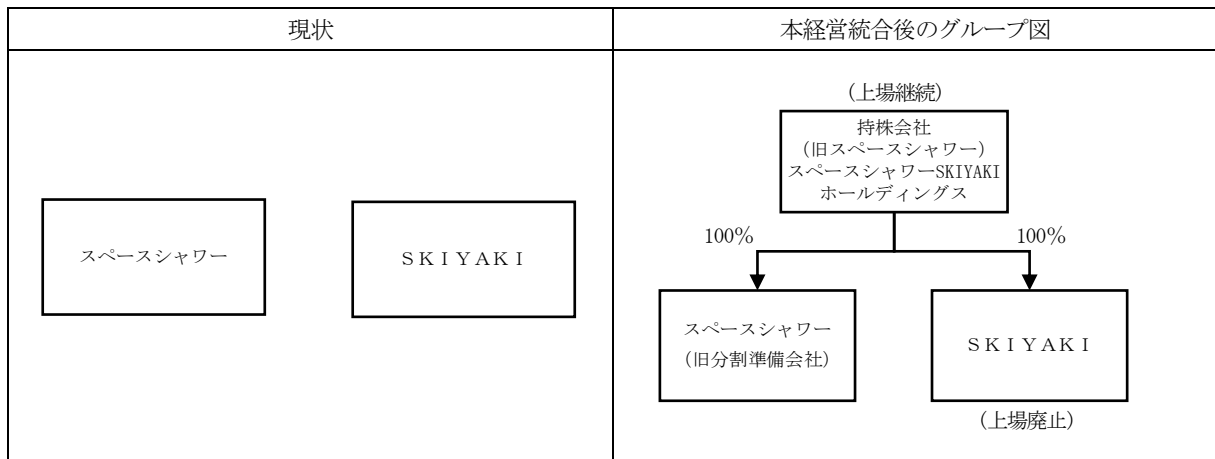 現状
本経営統合後のグループ図
スペースシャワー
ＳＫＩＹＡＫＩ
(上場継続)
持株会社
(旧スペースシャワー)
スペースシャワーSKIYAKI
ホールディングス
100%
100%
スペースシャワー
(旧分割準備会社)
ＳＫＩＹＡＫＩ
(上場廃止)